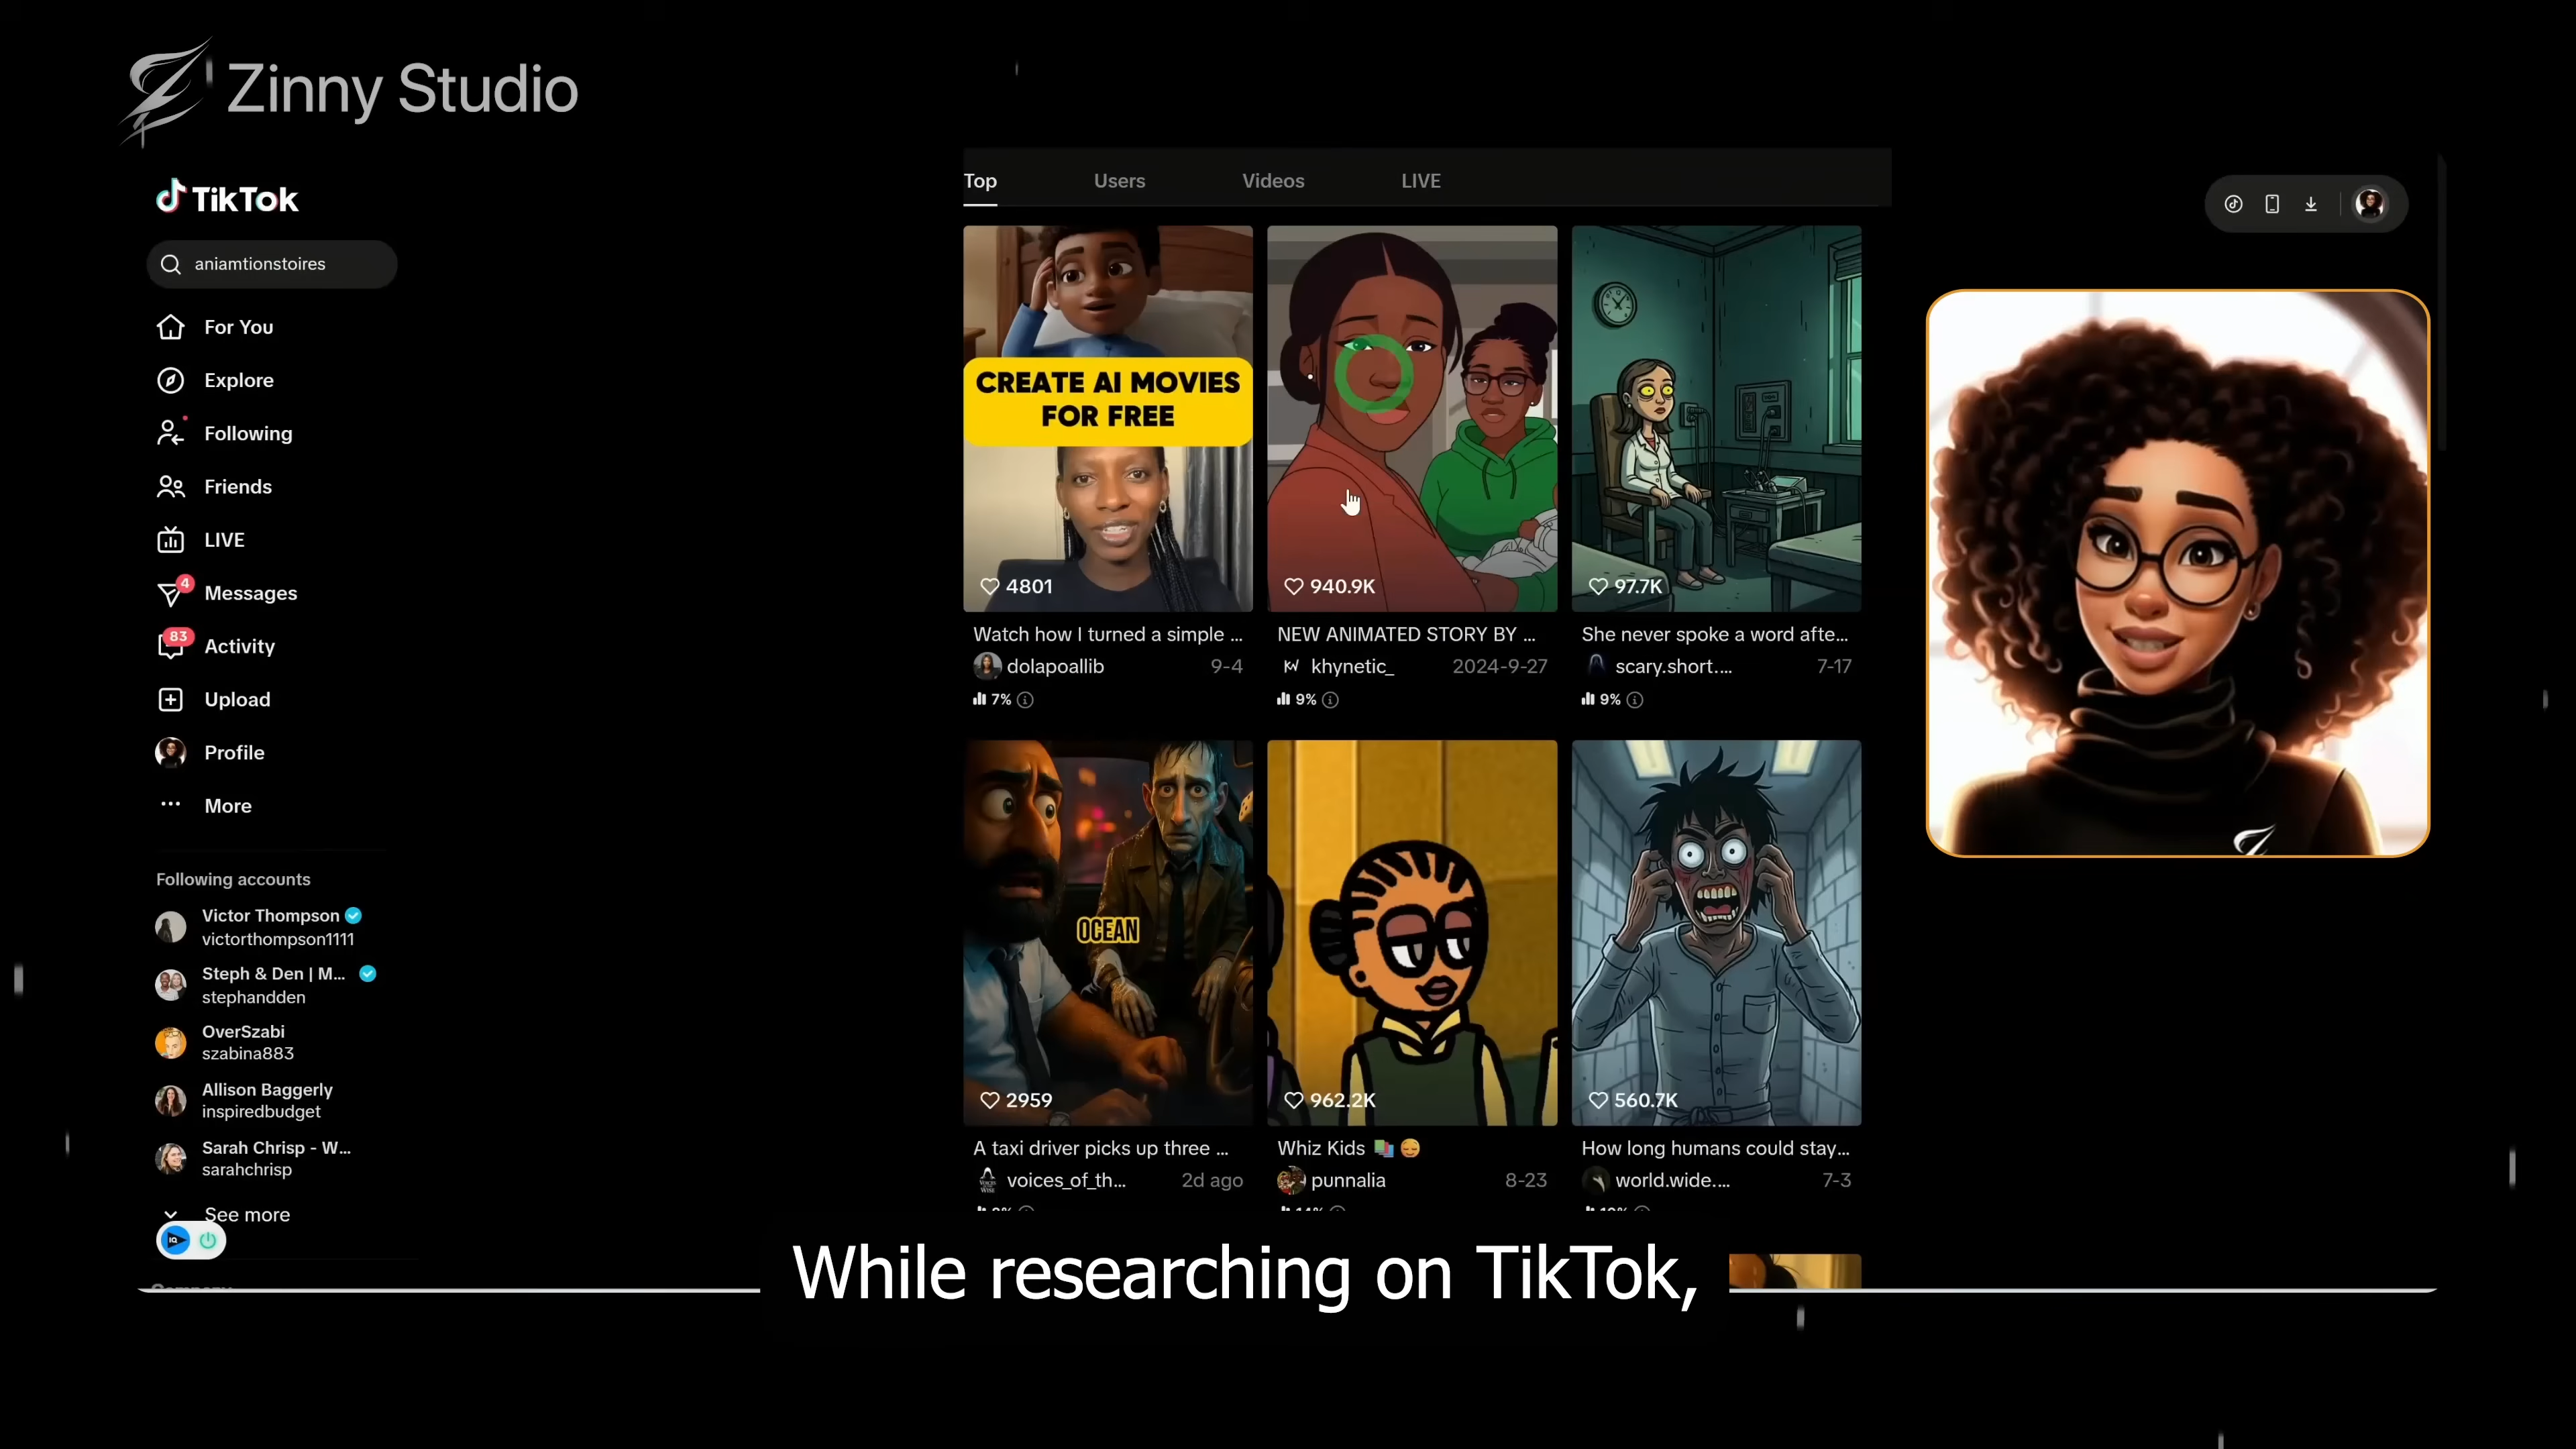 Zinny Studio
TikTok
aniamtionstoires
For You
Explore
Following
Friends
LIVE
4
Messages
83
Activity
Upload
Profile
More
Following accounts
Victor Thompson
victorthompson1111
Steph & Den | M...
stephandden
OverSzabi
szabina883
Allison Baggerly
inspiredbudget
Sarah Chrisp - W...
sarahchrisp
See more
IQ
Top Users Videos LIVE
CREATE AI MOVIES
FOR FREE
4801
940.9K
97.7K
Watch how I turned a simple ...
dolapoallib 9-4
7%
NEW ANIMATED STORY BY ...
khynetic_ 2024-9-27
9%
She never spoke a word afte...
scary.short.... 7-17
9%
OCEAN
2959
962.2K
560.7K
A taxi driver picks up three ...
voices_of_th... 2d ago
Whiz Kids 📚😌
punnalia 8-23
How long humans could stay...
world.wide.... 7-3
While researching on TikTok,